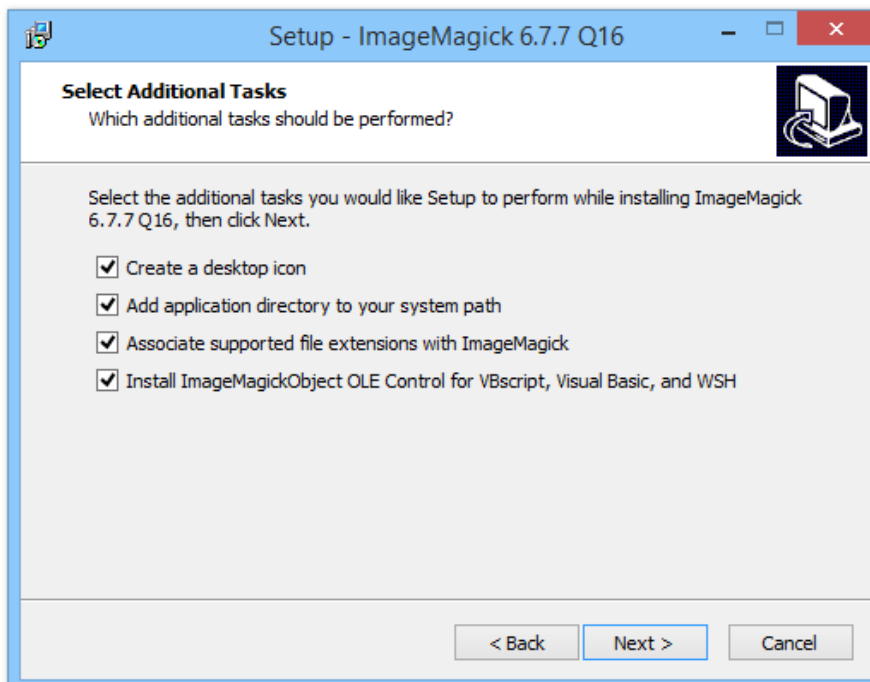 Setup - ImageMagick 6.7.7 Q16
Select Additional Tasks
Which additional tasks should be performed?
Select the additional tasks you would like Setup to perform while installing ImageMagick
6.7.7 Q16, then click Next.
Create a desktop icon
Add application directory to your system path
Associate supported file extensions with ImageMagick
Install ImageMagickObject OLE Control for VBscript, Visual Basic, and WSH
< Back Next > Cancel